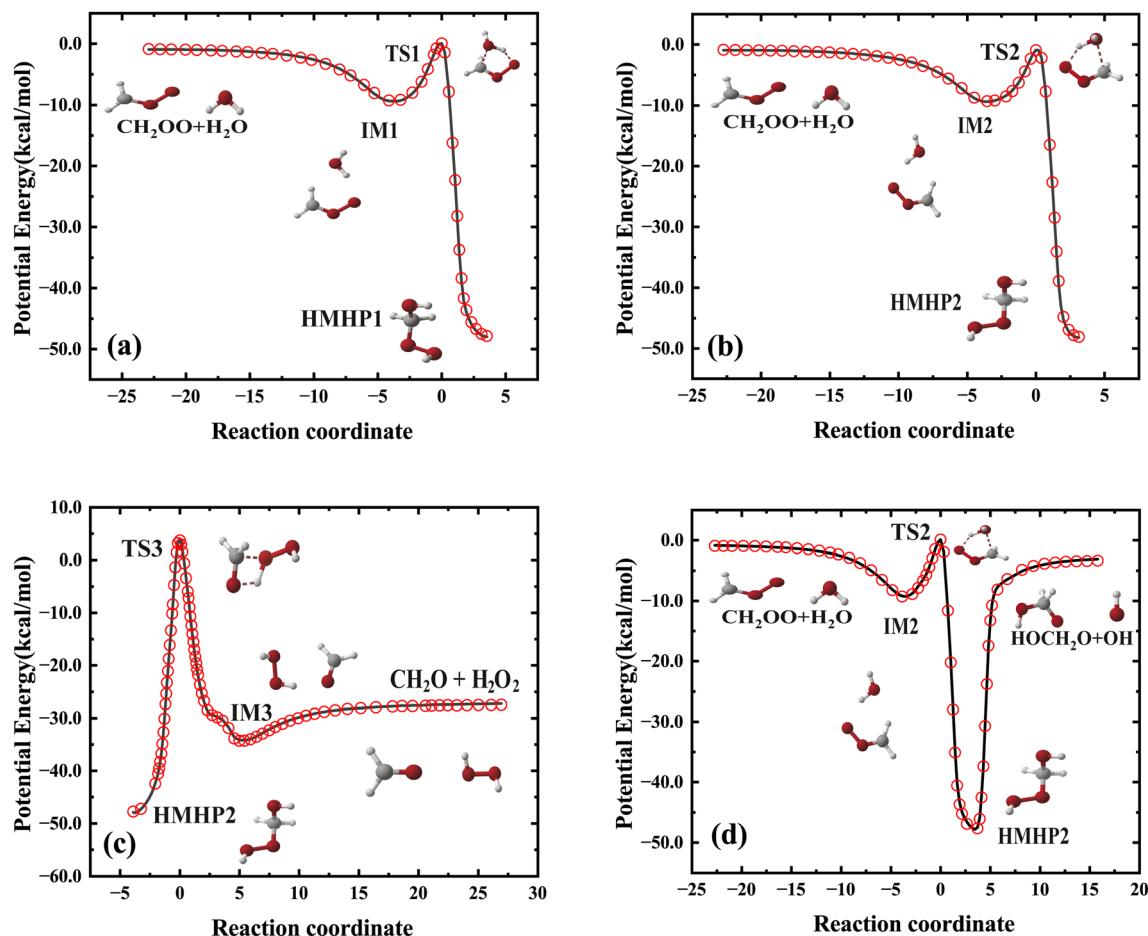 0.0
−10.0
−20.0
−30.0
−40.0
−50.0
Potential Energy(kcal/mol)
TS1
CH₂OO+H₂O
IM1
HMHP1
(a)
−25
−20
−15
−10
−5
0
5
Reaction coordinate
0.0
−10.0
−20.0
−30.0
−40.0
−50.0
Potential Energy(kcal/mol)
TS2
CH₂OO+H₂O
IM2
HMHP2
(b)
−25
−20
−15
−10
−5
0
5
Reaction coordinate
10.0
0.0
−10.0
−20.0
−30.0
−40.0
−50.0
−60.0
Potential Energy(kcal/mol)
TS3
IM3
CH₂O + H₂O₂
HMHP2
(c)
−5
0
5
10
15
20
25
30
Reaction coordinate
0.0
−10.0
−20.0
−30.0
−40.0
−50.0
Potential Energy(kcal/mol)
TS2
CH₂OO+H₂O
IM2
HOCH₂O+OH
HMHP2
(d)
−25
−20
−15
−10
−5
0
5
10
15
20
Reaction coordinate